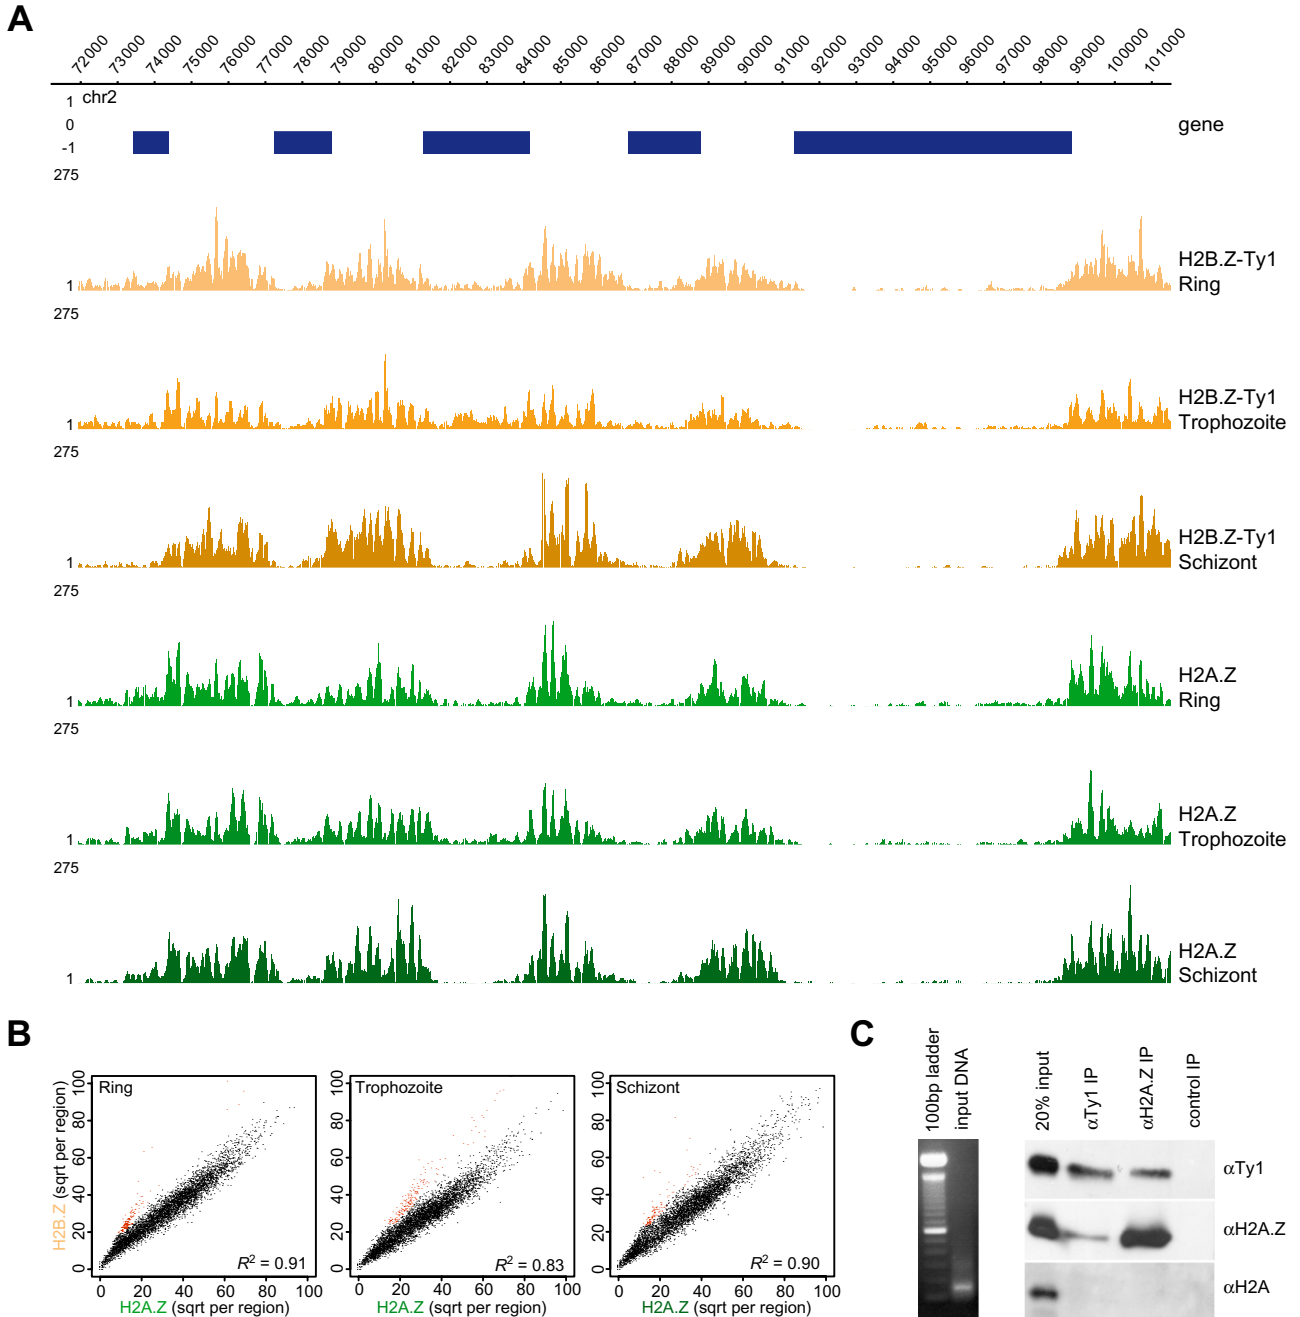 A
72000 73000 74000 75000 76000 77000 78000 79000 80000 81000 82000 83000 84000 85000 86000 87000 88000 89000 90000 91000 92000 93000 94000 95000 96000 97000 98000 99000 100000 101000
chr2
1
0
-1
gene
275
1
H2B.Z-Ty1
Ring
275
1
H2B.Z-Ty1
Trophozoite
275
1
H2B.Z-Ty1
Schizont
275
1
H2A.Z
Ring
275
1
H2A.Z
Trophozoite
275
1
H2A.Z
Schizont
B
H2B.Z (sqrt per region)
0 20 40 60 80 100
Ring
R² = 0.91
0 20 40 60 80 100
H2A.Z (sqrt per region)
0 20 40 60 80 100
Trophozoite
R² = 0.83
0 20 40 60 80 100
H2A.Z (sqrt per region)
0 20 40 60 80 100
Schizont
R² = 0.90
0 20 40 60 80 100
H2A.Z (sqrt per region)
C
100bp ladder
input DNA
20% input
αTy1 IP
αH2A.Z IP
control IP
αTy1
αH2A.Z
αH2A